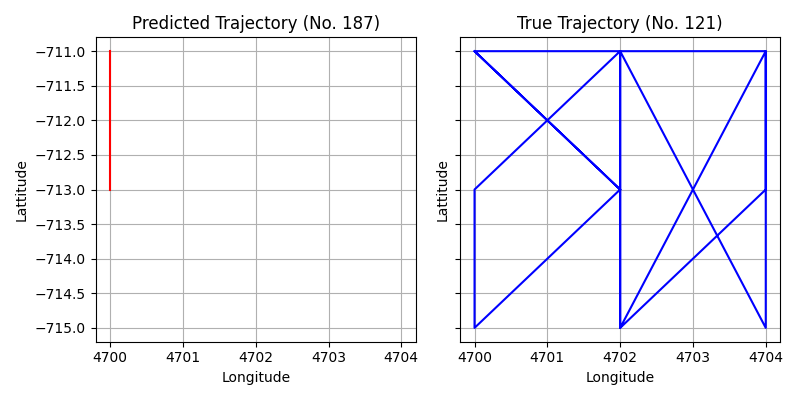 Predicted Trajectory (No. 187)
True Trajectory (No. 121)
Lattitude
−711.0
−711.5
−712.0
−712.5
−713.0
−713.5
−714.0
−714.5
−715.0
4700 4701 4702 4703 4704
Longitude
Lattitude
4700 4701 4702 4703 4704
Longitude